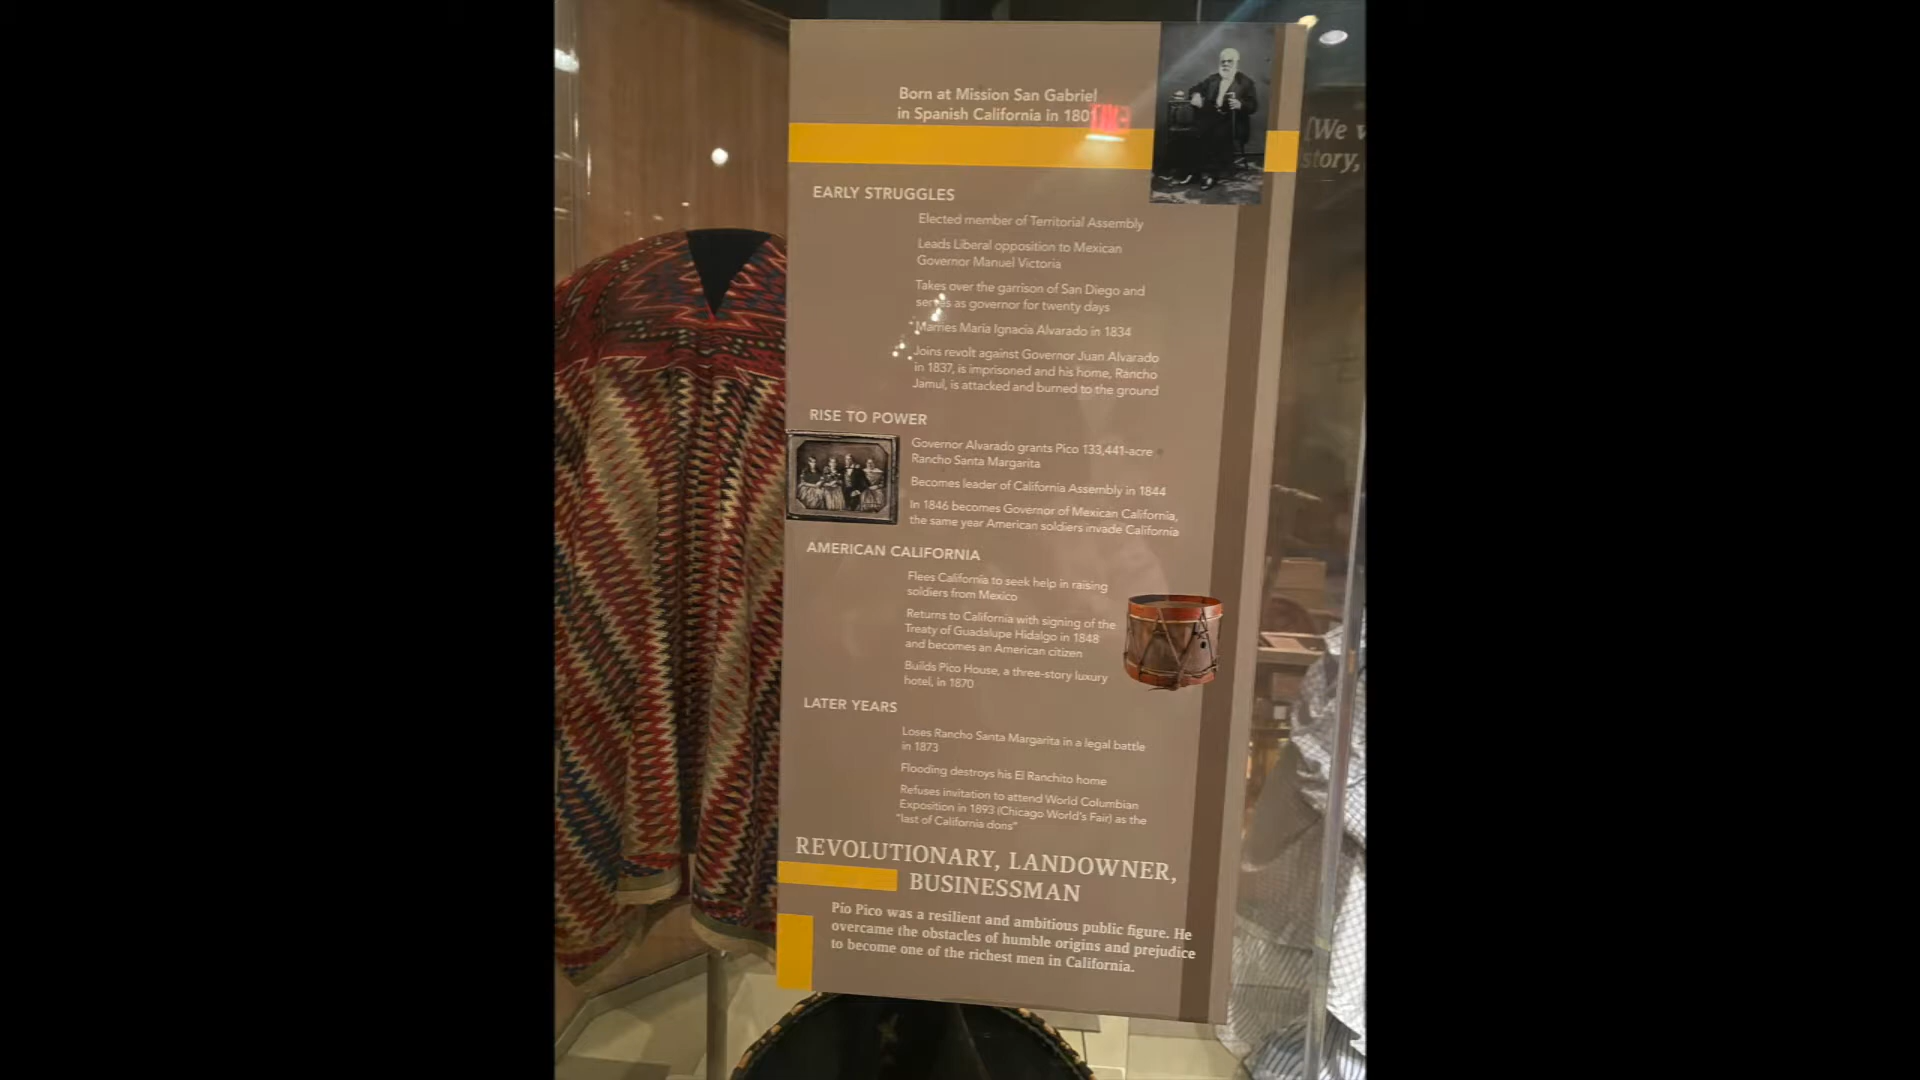 Born at Mission San Gabriel
in Spanish California in 1801
[We
story,
EARLY STRUGGLES
Elected member of Territorial Assembly
Leads Liberal opposition to Mexican
Governor Manuel Victoria
Takes over the garrison of San Diego and
serves as governor for twenty days
Marries María Ignacia Alvarado in 1834
Joins revolt against Governor Juan Alvarado
in 1837, is imprisoned and his home, Rancho
Jamul, is attacked and burned to the ground
RISE TO POWER
Governor Alvarado grants Pico 133,441-acre
Rancho Santa Margarita
Becomes leader of California Assembly in 1844
In 1846 becomes Governor of Mexican California,
the same year American soldiers invade California
AMERICAN CALIFORNIA
Flees California to seek help in raising
soldiers from Mexico
Returns to California with signing of the
Treaty of Guadalupe Hidalgo in 1848
and becomes an American citizen
Builds Pico House, a three-story luxury
hotel, in 1870
LATER YEARS
Loses Rancho Santa Margarita in a legal battle
in 1873
Flooding destroys his El Ranchito home
Refuses invitation to attend World Columbian
Exposition in 1893 (Chicago World's Fair) as the
"last of California dons"
REVOLUTIONARY, LANDOWNER,
BUSINESSMAN
Pío Pico was a resilient and ambitious public figure. He
overcame the obstacles of humble origins and prejudice
to become one of the richest men in California.